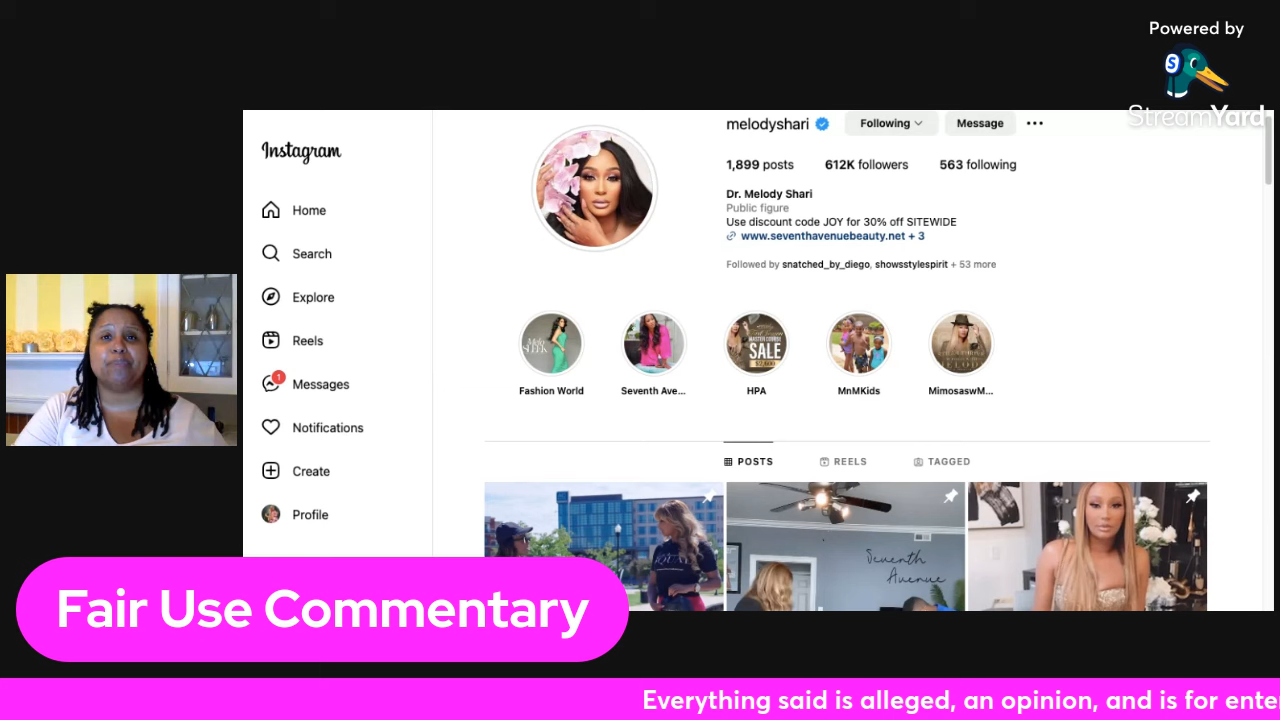 Powered by
StreamYard
Instagram
Home
Search
Explore
Reels
1
Messages
Notifications
Create
Profile
melodyshari
Following
Message
1,899 posts
612K followers
563 following
Dr. Melody Shari
Public figure
Use discount code JOY for 30% off SITEWIDE
www.seventhavenuebeauty.net + 3
Followed by snatched_by_diego, showsstylespirit + 53 more
SALE
Fashion World
Seventh Ave...
HPA
MnMKids
MimosaswM...
POSTS
REELS
TAGGED
Seventh
Avenue
Fair Use Commentary
Everything said is alleged, an opinion, and is for ente